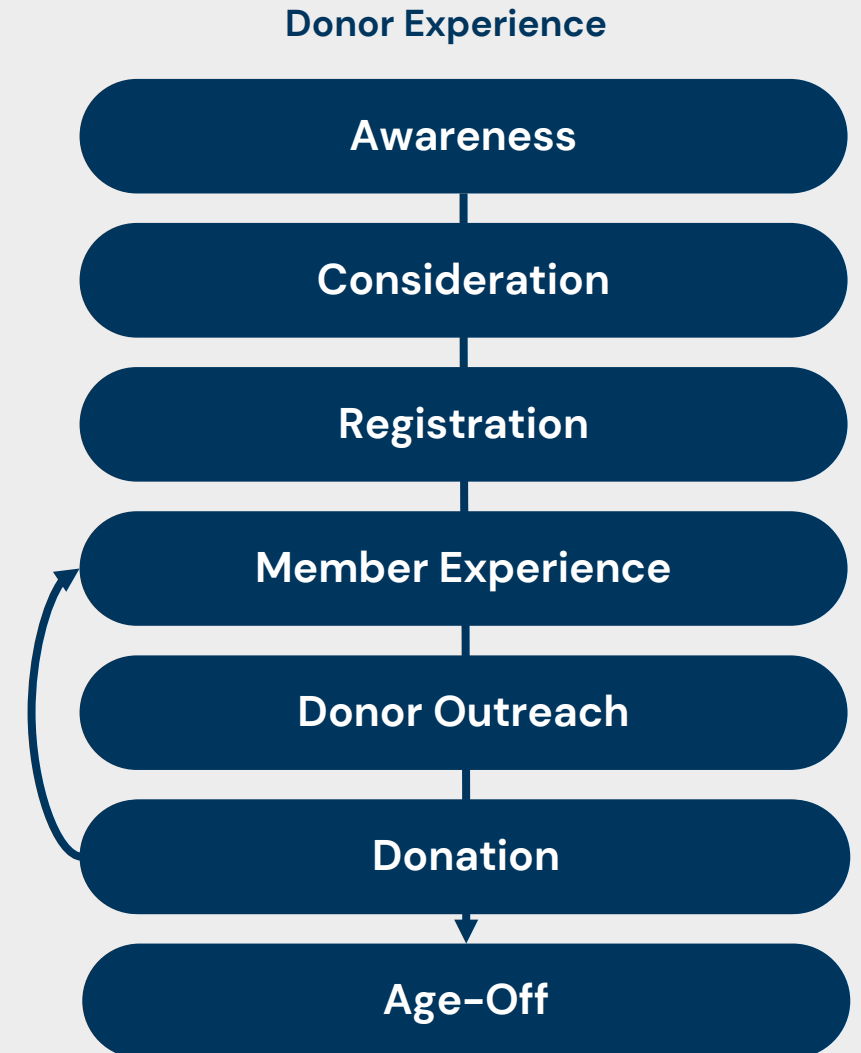 Donor Experience
Awareness
Consideration
Registration
Member Experience
Donor Outreach
Donation
Age-Off